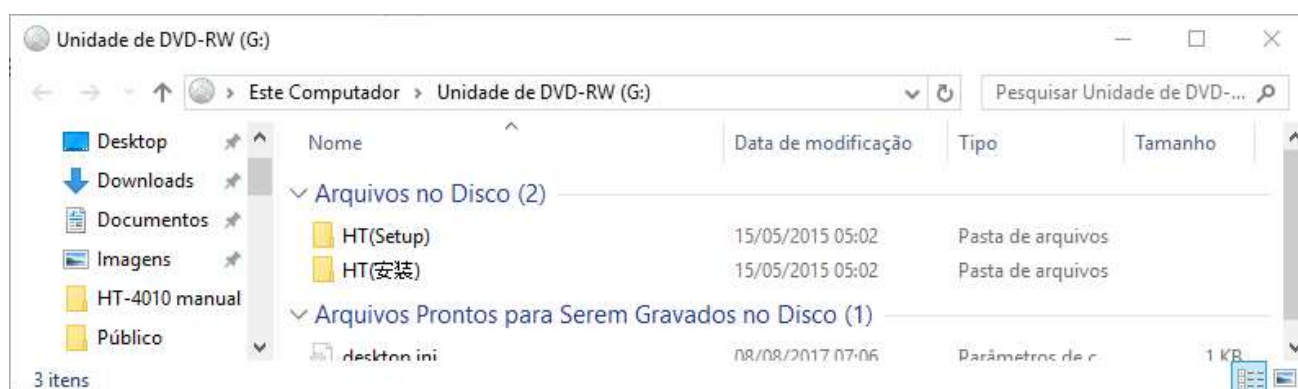 Unidade de DVD-RW (G:)
Este Computador > Unidade de DVD-RW (G:)
Pesquisar Unidade de DVD-...
Desktop
Downloads
Documentos
Imagens
HT-4010 manual
Público
Nome Data de modificação Tipo Tamanho
Arquivos no Disco (2)
HT(Setup) 15/05/2015 05:02 Pasta de arquivos
HT(安装) 15/05/2015 05:02 Pasta de arquivos
Arquivos Prontos para Serem Gravados no Disco (1)
desktop.ini 08/08/2017 07:06 Parâmetros de c... 1 KB
3 itens